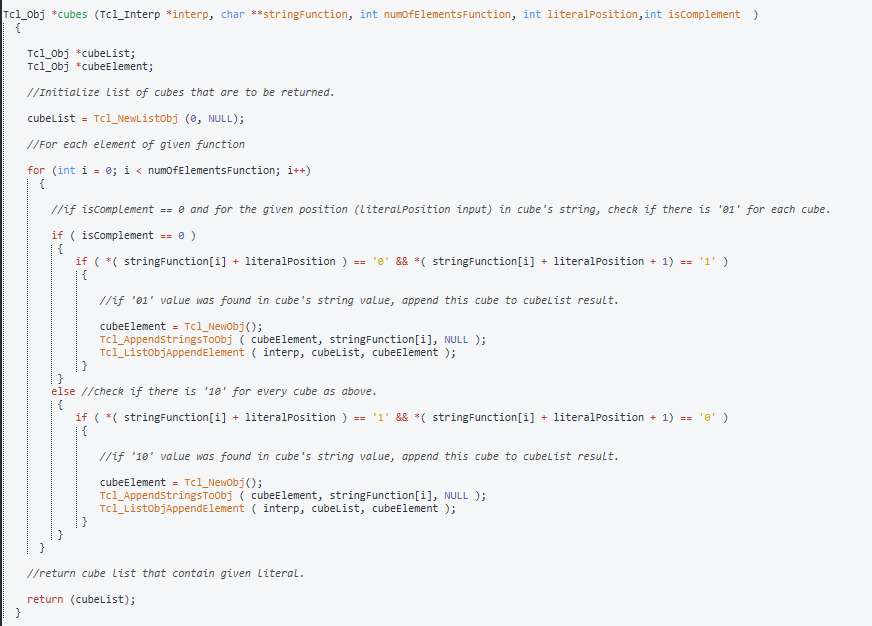 Tcl_Obj *cubes (Tcl_Interp *interp, char **stringFunction, int numOfElementsFunction, int literalPosition,int isComplement  )
{
Tcl_Obj *cubeList;
Tcl_Obj *cubeElement;
//Initialize list of cubes that are to be returned.
cubeList = Tcl_NewListObj (0, NULL);
//For each element of given function
for (int i = 0; i < numOfElementsFunction; i++)
{
//if isComplement == 0 and for the given position (literalPosition input) in cube's string, check if there is '01' for each cube.
if ( isComplement == 0 )
{
if ( *( stringFunction[i] + literalPosition ) == '0' && *( stringFunction[i] + literalPosition + 1) == '1' )
{
//if '01' value was found in cube's string value, append this cube to cubeList result.
cubeElement = Tcl_NewObj();
Tcl_AppendStringsToObj ( cubeElement, stringFunction[i], NULL );
Tcl_ListObjAppendElement ( interp, cubeList, cubeElement );
}
}
else //check if there is '10' for every cube as above.
{
if ( *( stringFunction[i] + literalPosition ) == '1' && *( stringFunction[i] + literalPosition + 1) == '0' )
{
//if '10' value was found in cube's string value, append this cube to cubeList result.
cubeElement = Tcl_NewObj();
Tcl_AppendStringsToObj ( cubeElement, stringFunction[i], NULL );
Tcl_ListObjAppendElement ( interp, cubeList, cubeElement );
}
}
}
//return cube list that contain given literal.
return (cubeList);
}